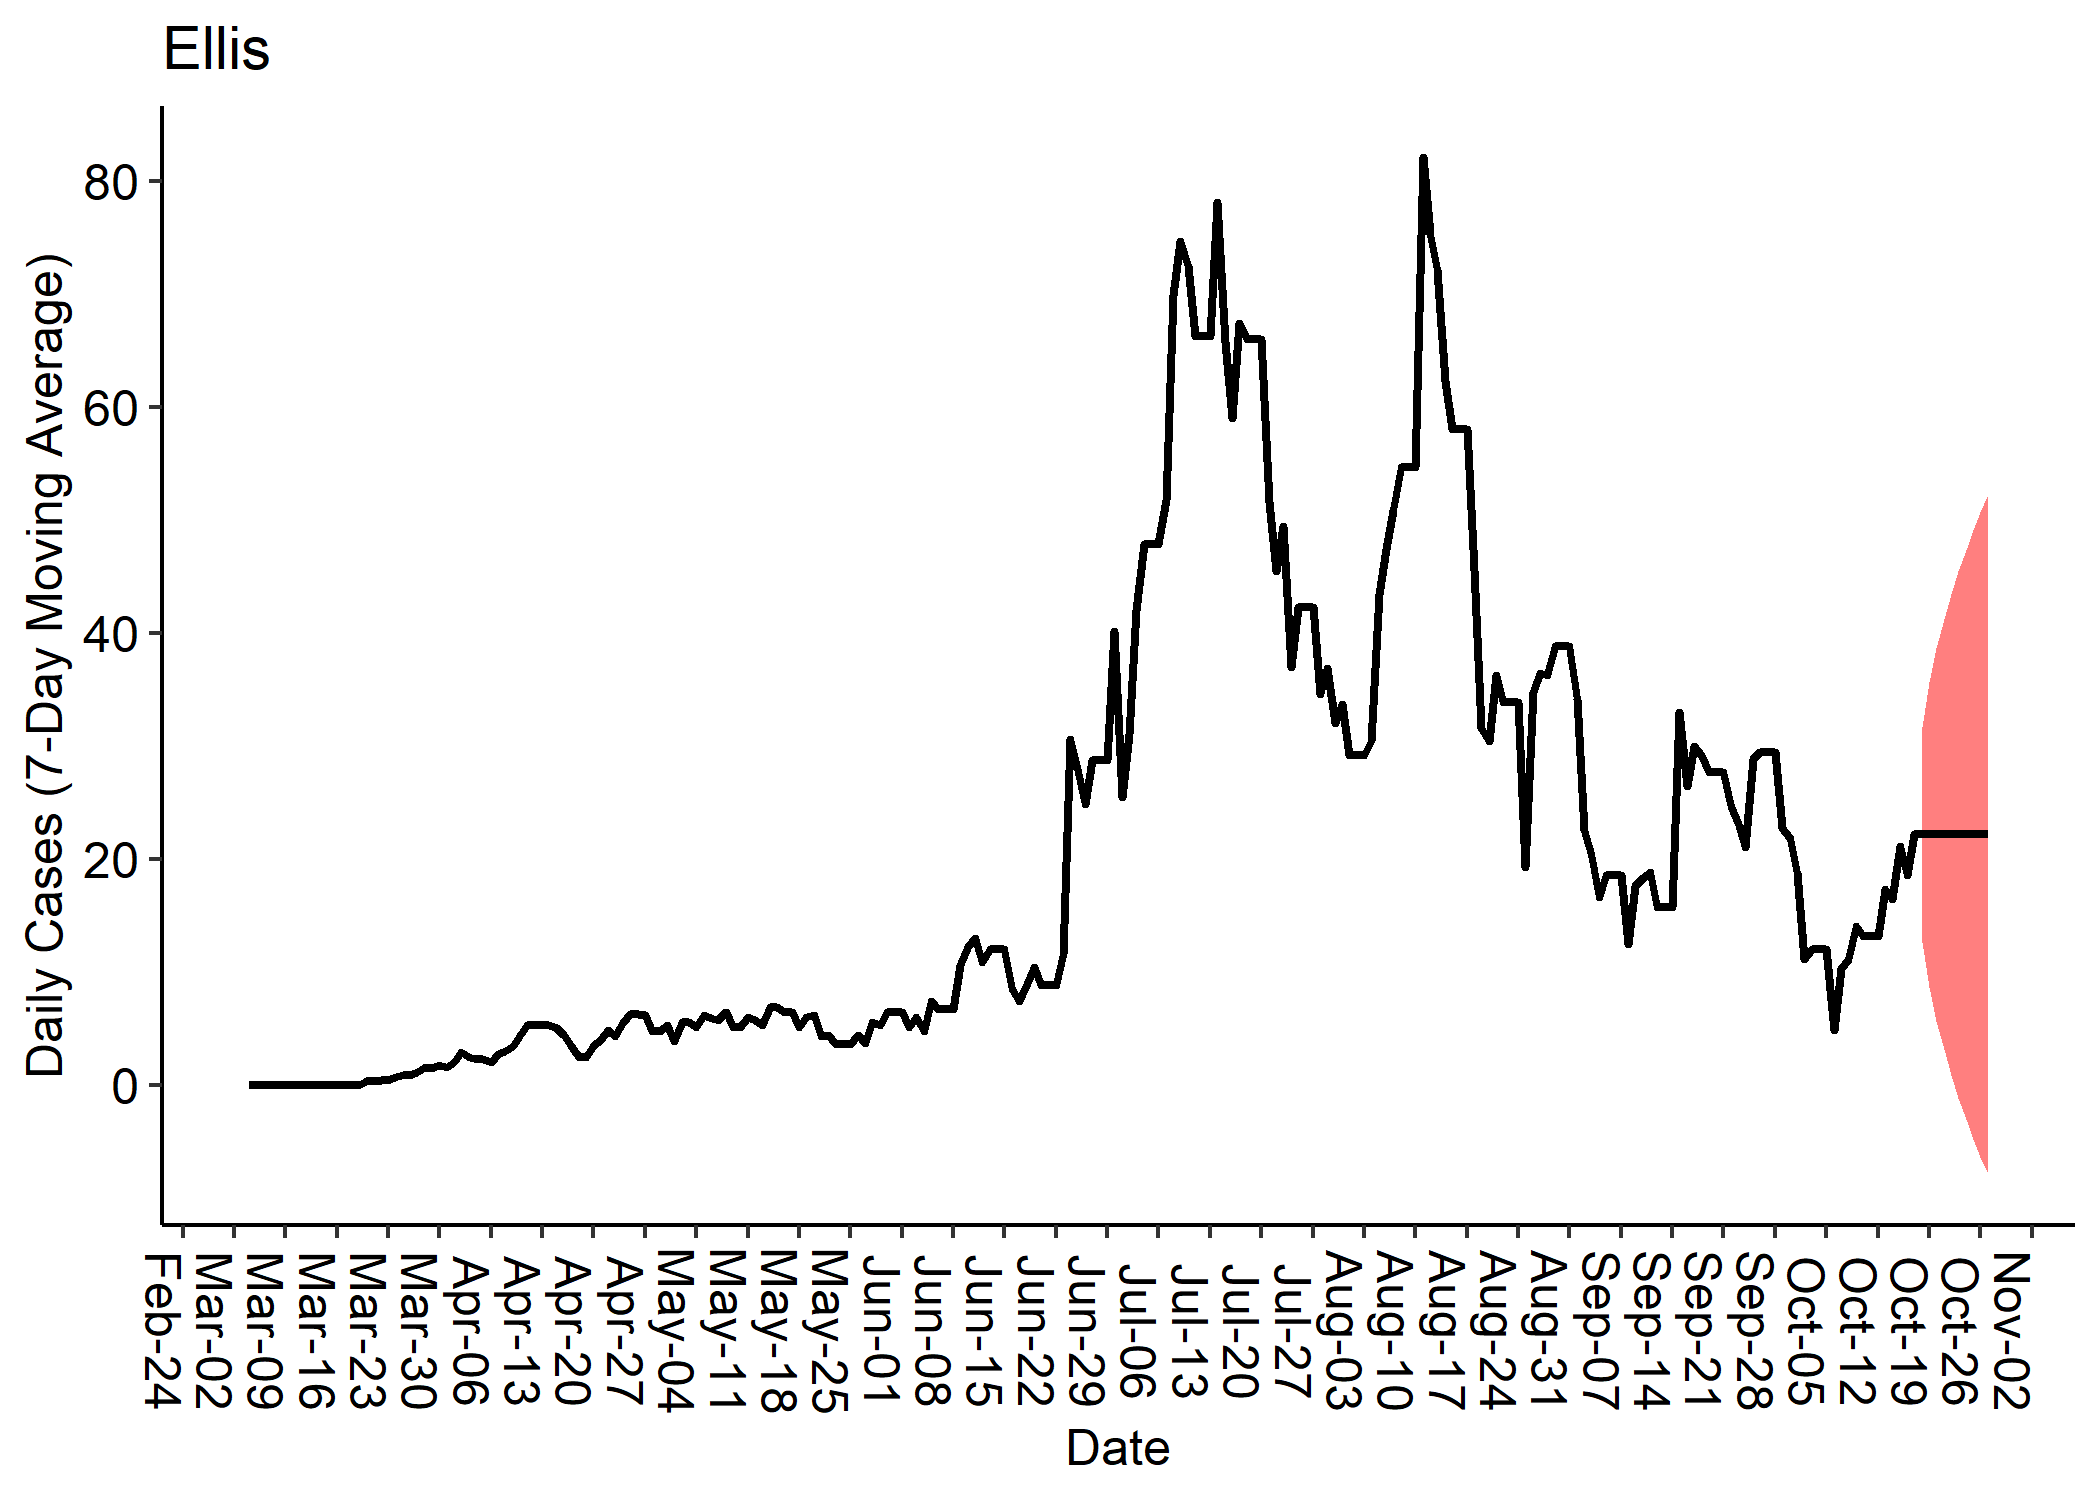 Ellis
Daily Cases (7-Day Moving Average)
80
60
40
20
0
Feb-24
Mar-02
Mar-09
Mar-16
Mar-23
Mar-30
Apr-06
Apr-13
Apr-20
Apr-27
May-04
May-11
May-18
May-25
Jun-01
Jun-08
Jun-15
Jun-22
Jun-29
Jul-06
Jul-13
Jul-20
Jul-27
Aug-03
Aug-10
Aug-17
Aug-24
Aug-31
Sep-07
Sep-14
Sep-21
Sep-28
Oct-05
Oct-12
Oct-19
Oct-26
Nov-02
Date